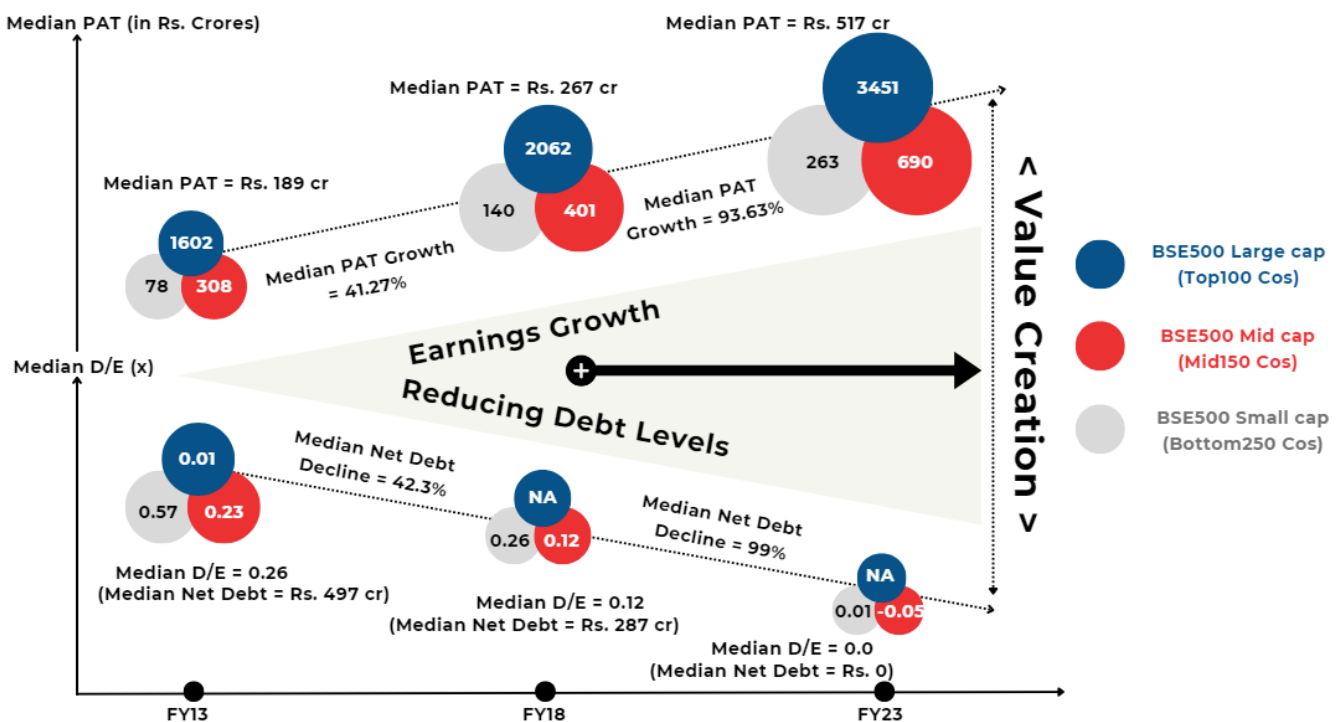 Median PAT (in Rs. Crores)
Median PAT = Rs. 517 cr
3451
263
690
Median PAT = Rs. 267 cr
2062
140
401
Median PAT
Growth = 93.63%
Median PAT = Rs. 189 cr
1602
78
308
Median PAT Growth
= 41.27%
Earnings Growth
+
Reducing Debt Levels
< Value Creation >
BSE500 Large cap
(Top100 Cos)
BSE500 Mid cap
(Mid150 Cos)
BSE500 Small cap
(Bottom250 Cos)
Median D/E (x)
0.01
0.57
0.23
Median Net Debt
Decline = 42.3%
NA
0.26
0.12
Median Net Debt
Decline = 99%
NA
0.01
-0.05
Median D/E = 0.26
(Median Net Debt = Rs. 497 cr)
Median D/E = 0.12
(Median Net Debt = Rs. 287 cr)
Median D/E = 0.0
(Median Net Debt = Rs. 0)
FY13
FY18
FY23